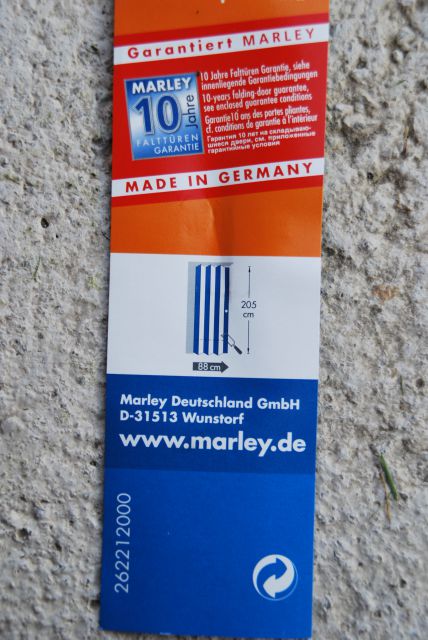 Garantiert MARLEY
MARLEY
10
Jahre
FALTTÜREN
GARANTIE
10 Jahre Falttüren Garantie, siehe
innenliegende Garantiebedingungen
10-years folding-door guarantee,
see enclosed guarantee conditions
Garantie 10 ans des portes pliantes,
cf. conditions de garantie à l'intérieur
Гарантия 10 лет на складываю-
щиеся двери, см. приложенные
гарантийные условия
MADE IN GERMANY
205
cm
88 cm
Marley Deutschland GmbH
D-31513 Wunstorf
www.marley.de
262212000